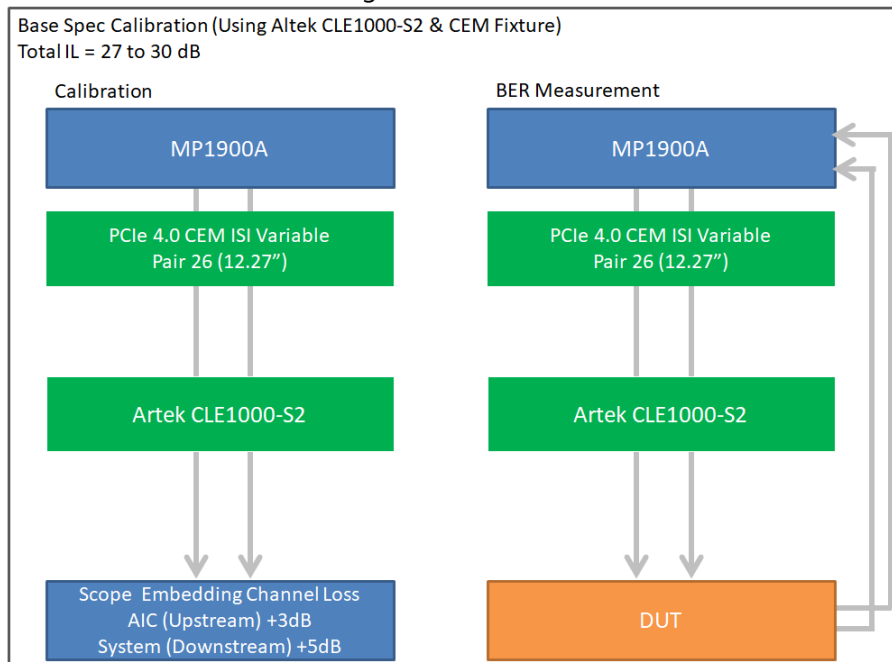 Base Spec Calibration (Using Altek CLE1000-S2 & CEM Fixture)
Total IL = 27 to 30 dB
Calibration
MP1900A
PCIe 4.0 CEM ISI Variable
Pair 26 (12.27”)
Artek CLE1000-S2
Scope Embedding Channel Loss
AIC (Upstream) +3dB
System (Downstream) +5dB
BER Measurement
MP1900A
PCIe 4.0 CEM ISI Variable
Pair 26 (12.27”)
Artek CLE1000-S2
DUT